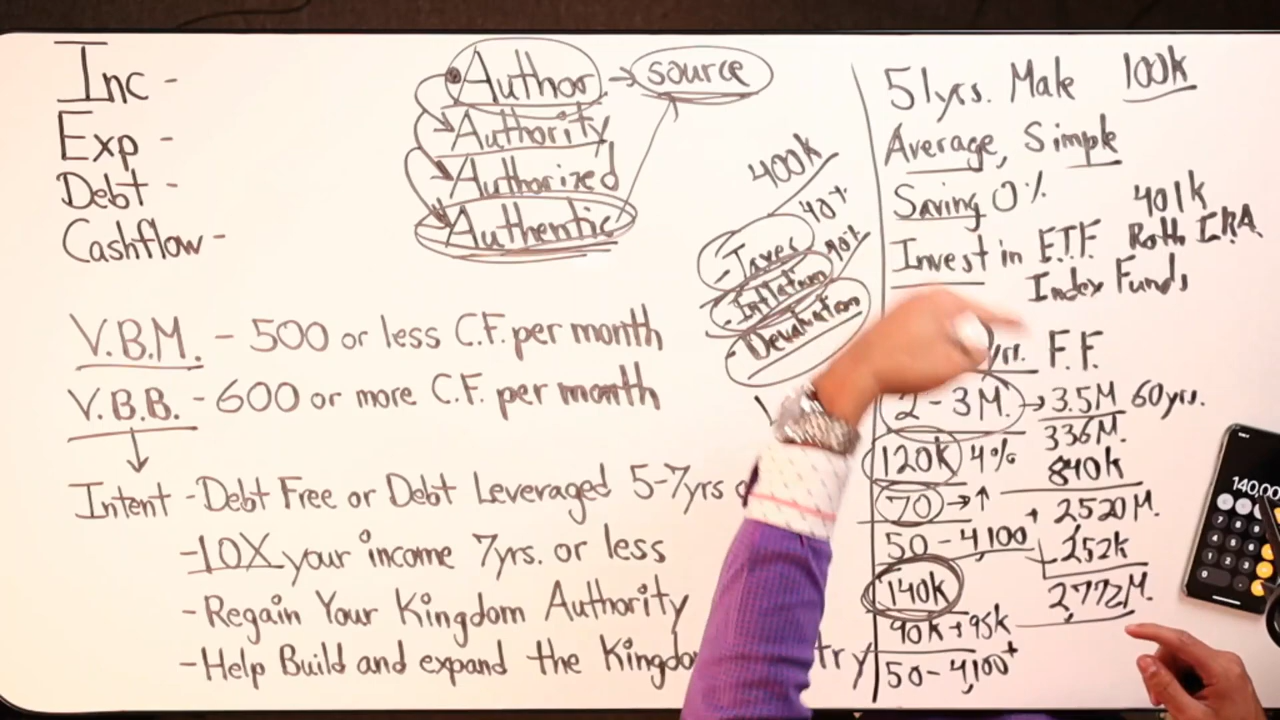 Inc -
Exp -
Debt -
Cashflow -
Author → source
Authority
Authorized
Authentic
V.B.M. - 500 or less C.F. per month
V.B.B. - 600 or more C.F. per month
Intent - Debt Free or Debt Leveraged 5-7yrs
- 10X your income 7yrs. or less
- Regain Your Kingdom Authority
- Help Build and expand the
400k
- Taxes 40%
- Inflation 40%
- Devaluation
51yrs. Make 100k
Average, Simple
Saving 0%
401k
Invest in E.T.F. Roth IRA
Index Funds
yrs. F.F.
2 - 3M. → 3.5M 60yrs.
336M.
120k 4% 840k
70 → ↑ 2520M.
50 - 4,100 + 252k
140k 2,772M.
90k + 95k
50 - 4,100+
140,00